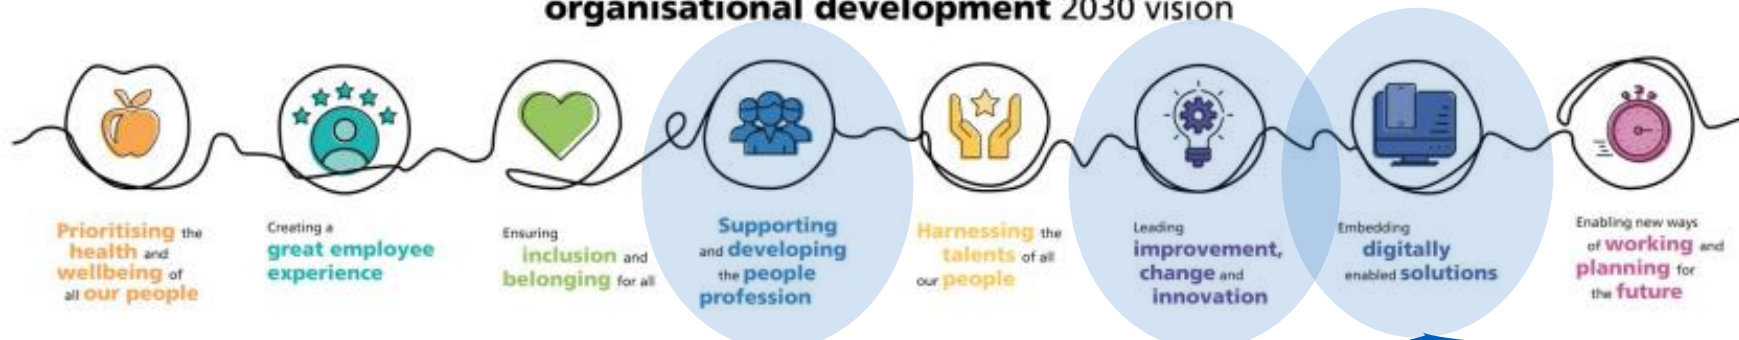 organisational development 2030 vision
Prioritising the
health and
wellbeing of
all our people
Creating a
great employee
experience
Ensuring
inclusion and
belonging for all
Supporting
and developing
the people
profession
Harnessing the
talents of all
our people
Leading
improvement,
change and
innovation
Embedding
digitally
enabled solutions
Enabling new ways
of working and
planning for
the future